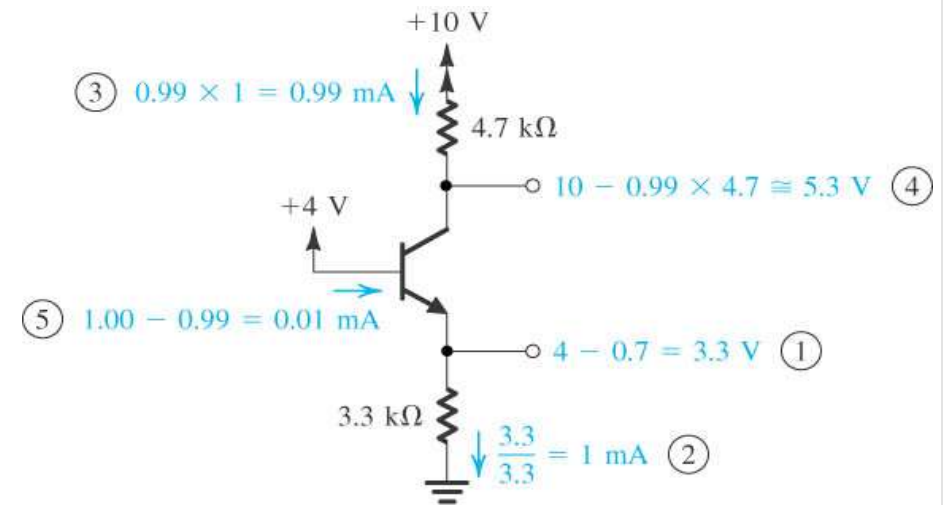 +10 V
③ 0.99 × 1 = 0.99 mA
4.7 kΩ
10 − 0.99 × 4.7 ≅ 5.3 V ④
+4 V
⑤ 1.00 − 0.99 = 0.01 mA
4 − 0.7 = 3.3 V ①
3.3 kΩ
3.3
3.3
= 1 mA ②